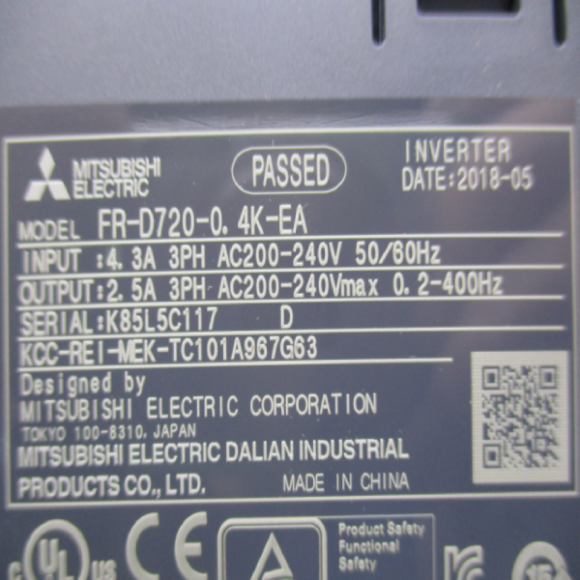 MITSUBISHI
ELECTRIC
PASSED
INVERTER
DATE:2018-05
MODEL FR-D720-0.4K-EA
INPUT :4.3A 3PH AC200-240V 50/60Hz
OUTPUT:2.5A 3PH AC200-240Vmax 0.2-400Hz
SERIAL:K85L5C117 D
KCC-REI-MEK-TC101A967G63
Designed by
MITSUBISHI ELECTRIC CORPORATION
TOKYO 100-8310, JAPAN
MITSUBISHI ELECTRIC DALIAN INDUSTRIAL
PRODUCTS CO., LTD. MADE IN CHINA
c UL us CE
Product Safety
Functional
Safety